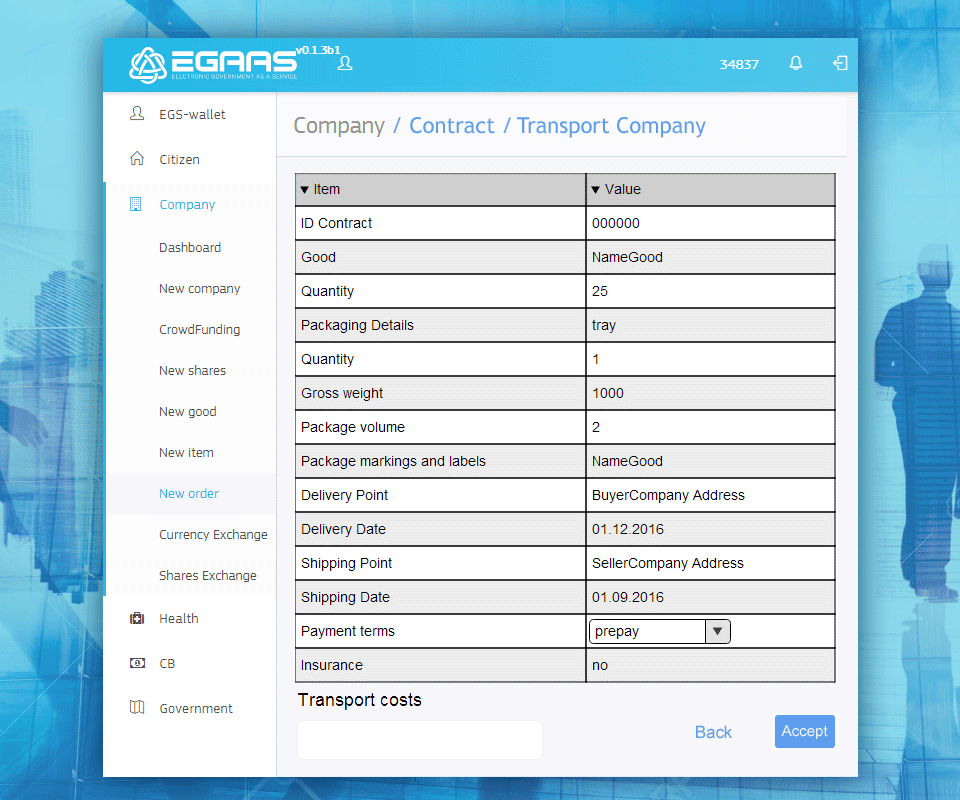 EGAAS v0.1.3b1
ELECTRONIC GOVERNMENT AS A SERVICE
34837
EGS-wallet
Citizen
Company
Dashboard
New company
CrowdFunding
New shares
New good
New item
New order
Currency Exchange
Shares Exchange
Health
CB
Government
Company / Contract / Transport Company
▼ Item ▼ Value
ID Contract 000000
Good NameGood
Quantity 25
Packaging Details tray
Quantity 1
Gross weight 1000
Package volume 2
Package markings and labels NameGood
Delivery Point BuyerCompany Address
Delivery Date 01.12.2016
Shipping Point SellerCompany Address
Shipping Date 01.09.2016
Payment terms prepay ▼
Insurance no
Transport costs
Back Accept